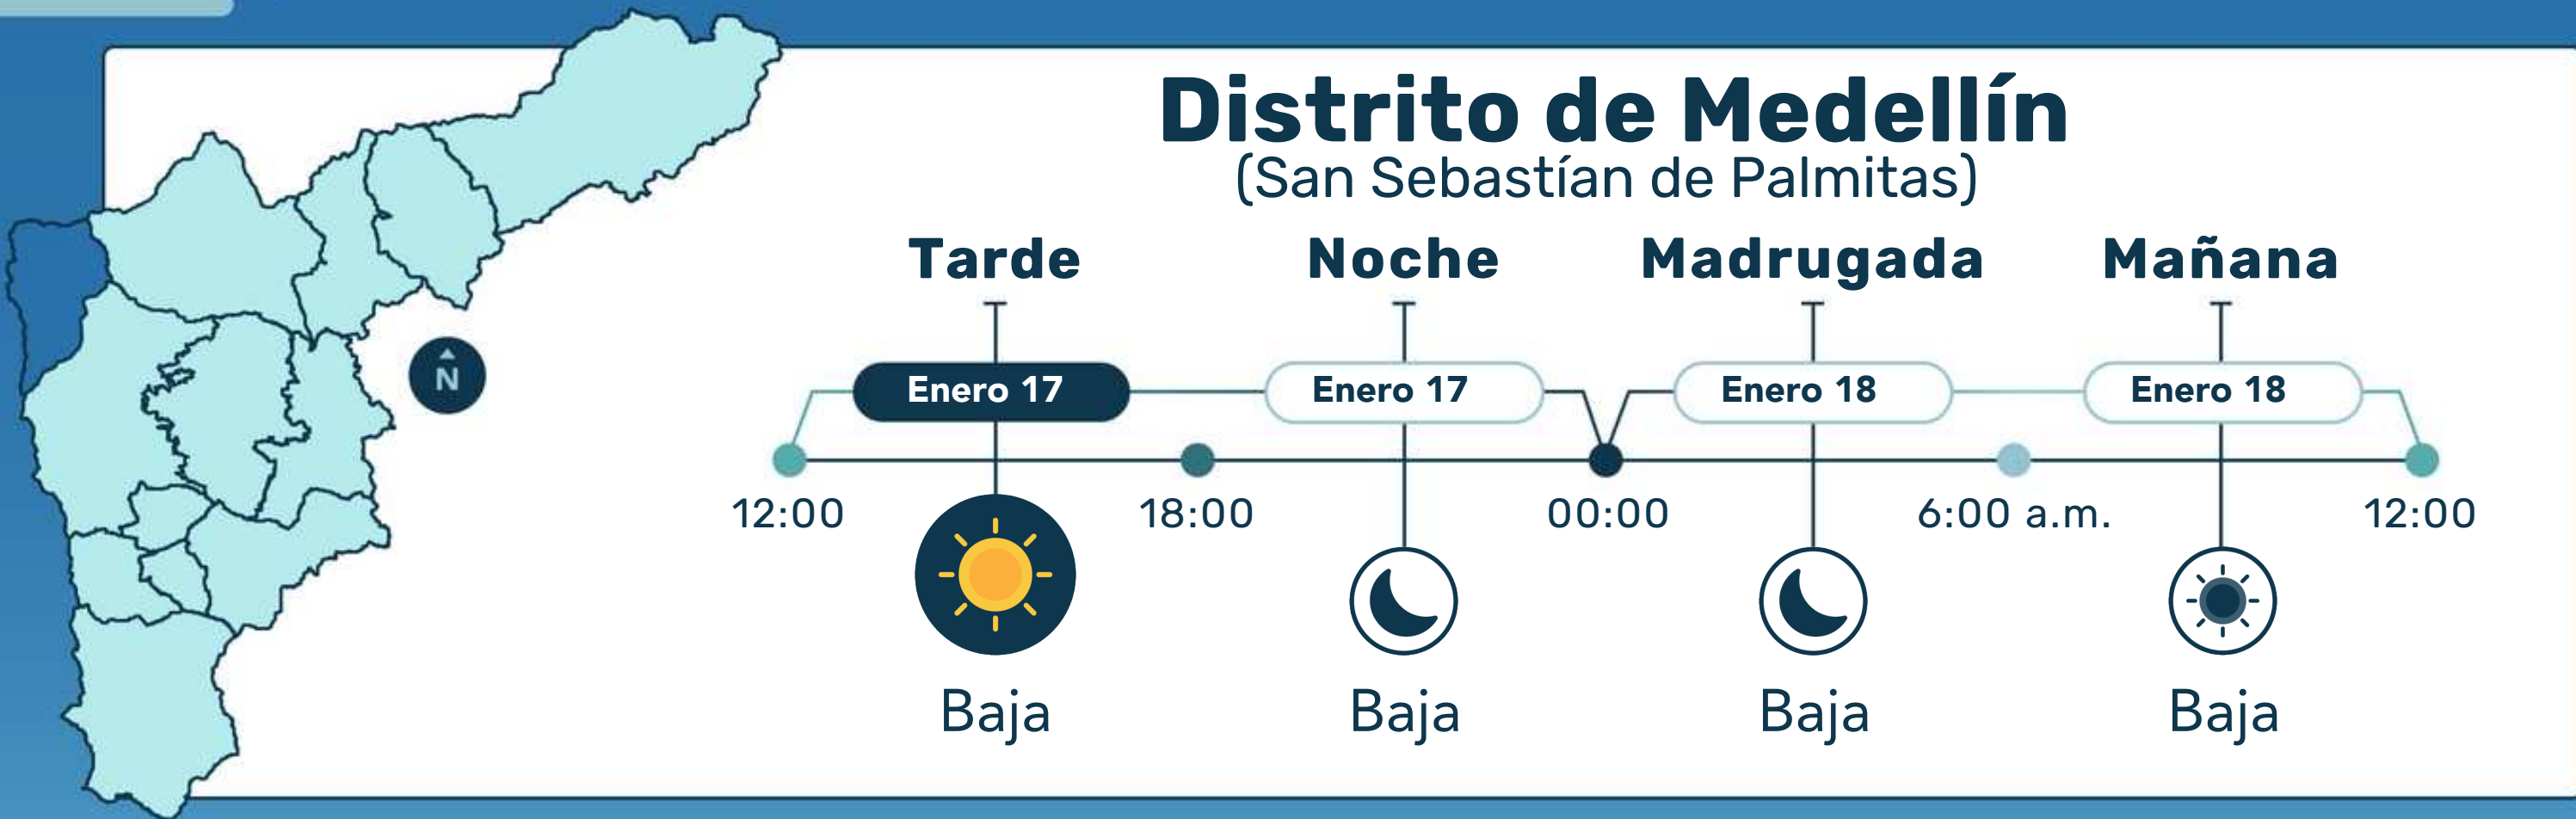 Distrito de Medellín
(San Sebastían de Palmitas)
Tarde Noche Madrugada Mañana
N
Enero 17 Enero 17 Enero 18 Enero 18
12:00 18:00 00:00 6:00 a.m. 12:00
Baja Baja Baja Baja